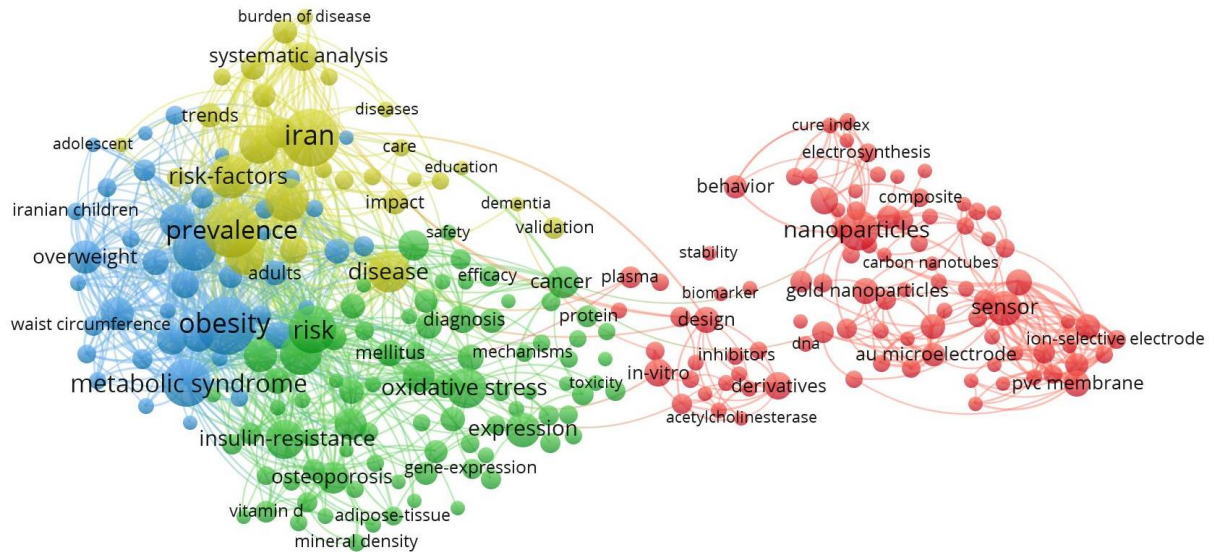 burden of disease
systematic analysis
trends
diseases
cure index
adolescent
iran
care
electrosynthesis
risk-factors
education
behavior
composite
iranian children
impact
dementia
prevalence
safety
validation
nanoparticles
overweight
adults
disease
efficacy
cancer
plasma
stability
carbon nanotubes
biomarker
gold nanoparticles
waist circumference
obesity
risk
diagnosis
protein
design
sensor
dna
ion-selective electrode
mellitus
mechanisms
inhibitors
au microelectrode
metabolic syndrome
oxidative stress
toxicity
in-vitro
derivatives
pvc membrane
acetylcholinesterase
insulin-resistance
expression
osteoporosis
gene-expression
vitamin d
adipose-tissue
mineral density